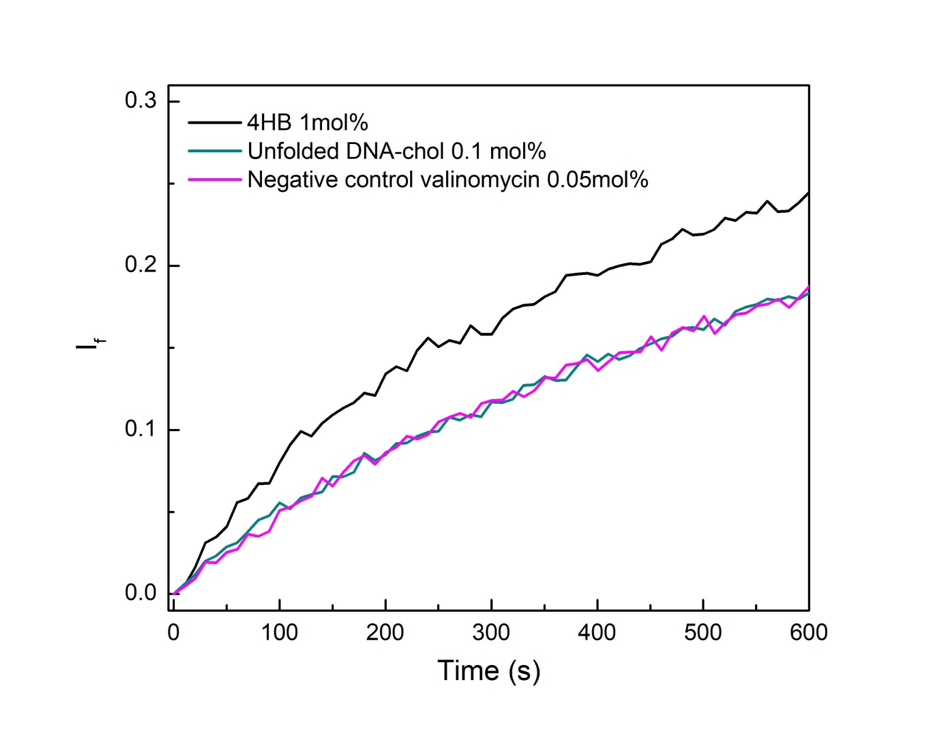 0.3
4HB 1mol%
Unfolded DNA-chol 0.1 mol%
Negative control valinomycin 0.05mol%
0.2
If
0.1
0.0
0 100 200 300 400 500 600
Time (s)